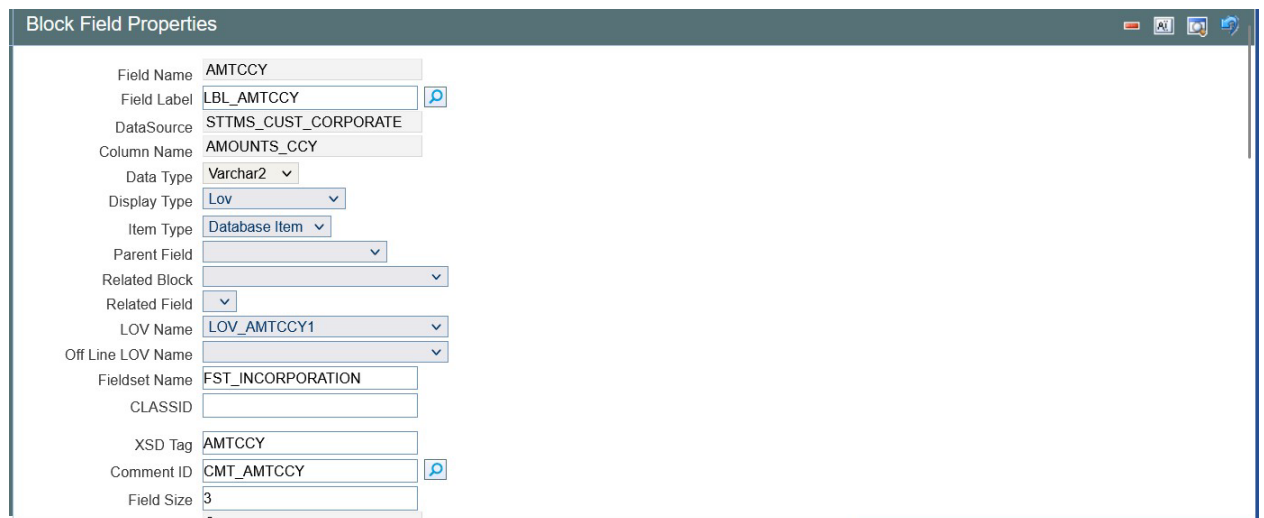 Block Field Properties
Field Name AMTCCY
Field Label LBL_AMTCCY
DataSource STTMS_CUST_CORPORATE
Column Name AMOUNTS_CCY
Data Type Varchar2
Display Type Lov
Item Type Database Item
Parent Field
Related Block
Related Field
LOV Name LOV_AMTCCY1
Off Line LOV Name
Fieldset Name FST_INCORPORATION
CLASSID
XSD Tag AMTCCY
Comment ID CMT_AMTCCY
Field Size 3